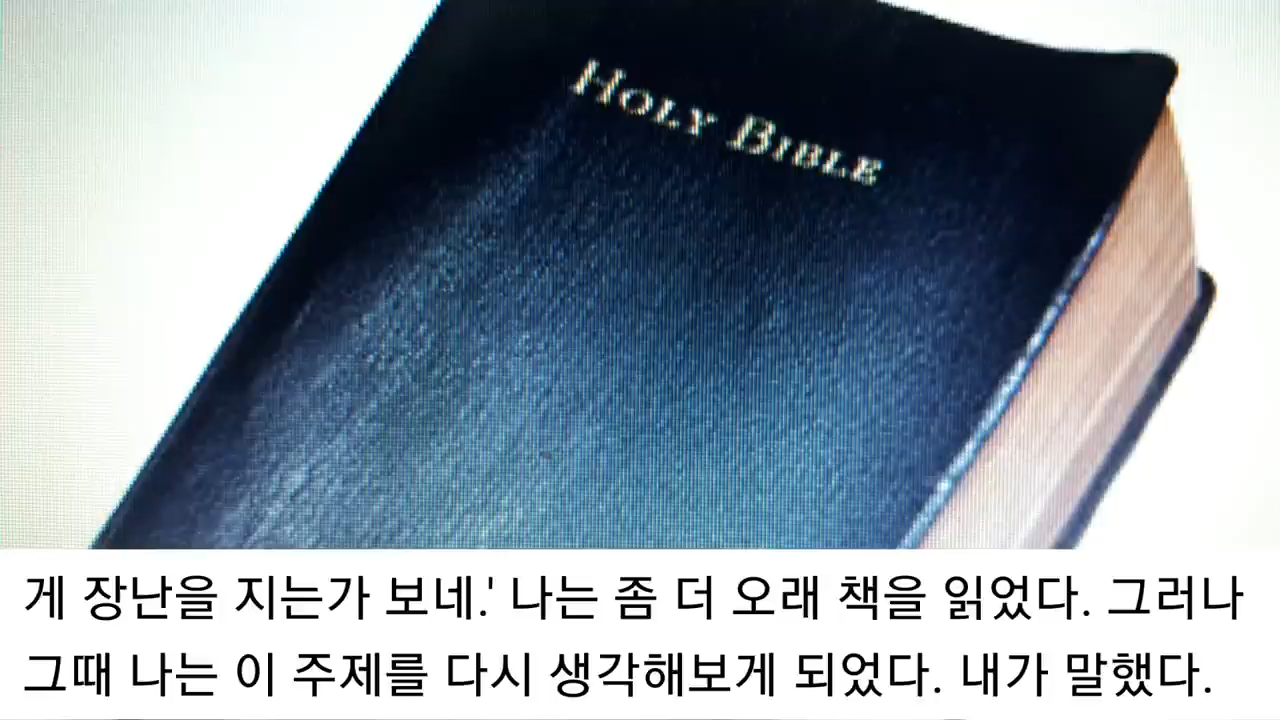 HOLY BIBLE
게 장난을 지는가 보네.' 나는 좀 더 오래 책을 읽었다. 그러나
그때 나는 이 주제를 다시 생각해보게 되었다. 내가 말했다.